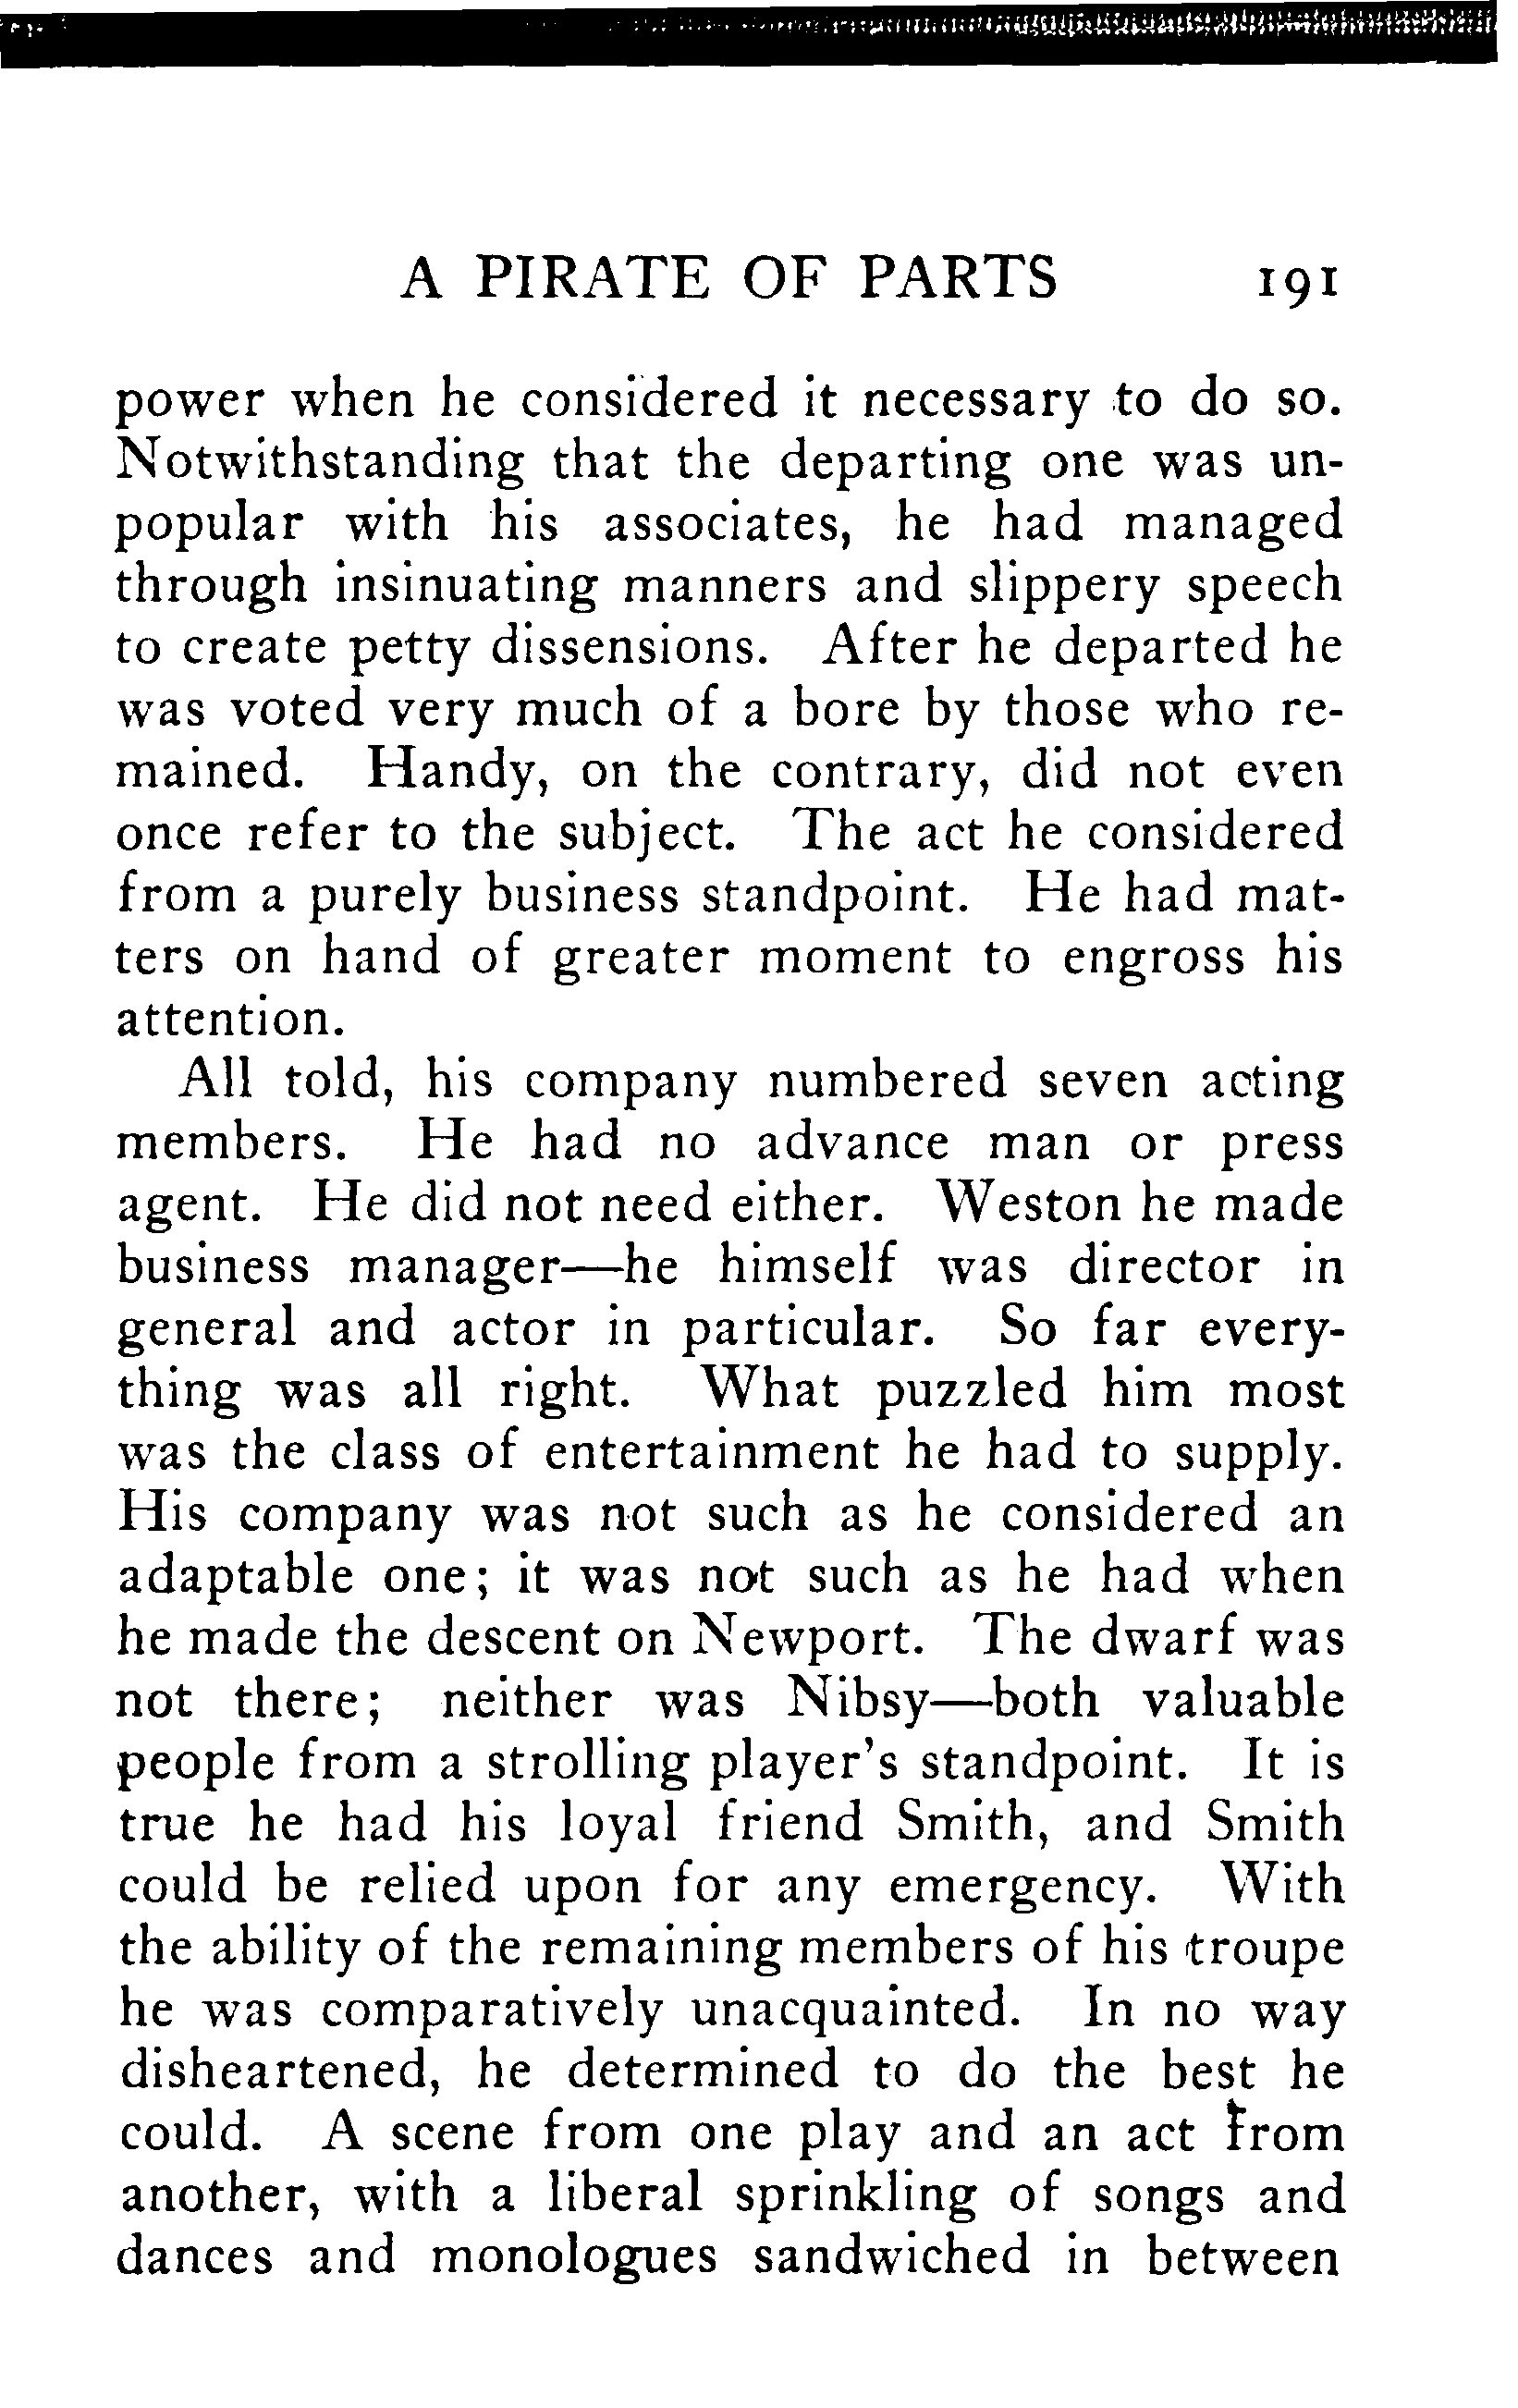 A PIRATE OF PARTS 191
power when he considered it necessary to do so.
Notwithstanding that the departing one was un-
popular with his associates, he had managed
through insinuating manners and slippery speech
to create petty dissensions. After he departed he
was voted very much of a bore by those who re-
mained. Handy, on the contrary, did not even
once refer to the subject. The act he considered
from a purely business standpoint. He had mat-
ters on hand of greater moment to engross his
attention.
All told, his company numbered seven acting
members. He had no advance man or press
agent. He did not need either. Weston he made
business manager—he himself was director in
general and actor in particular. So far every-
thing was all right. What puzzled him most
was the class of entertainment he had to supply.
His company was not such as he considered an
adaptable one; it was not such as he had when
he made the descent on Newport. The dwarf was
not there; neither was Nibsy—both valuable
people from a strolling player's standpoint. It is
true he had his loyal friend Smith, and Smith
could be relied upon for any emergency. With
the ability of the remaining members of his troupe
he was comparatively unacquainted. In no way
disheartened, he determined to do the best he
could. A scene from one play and an act from
another, with a liberal sprinkling of songs and
dances and monologues sandwiched in between